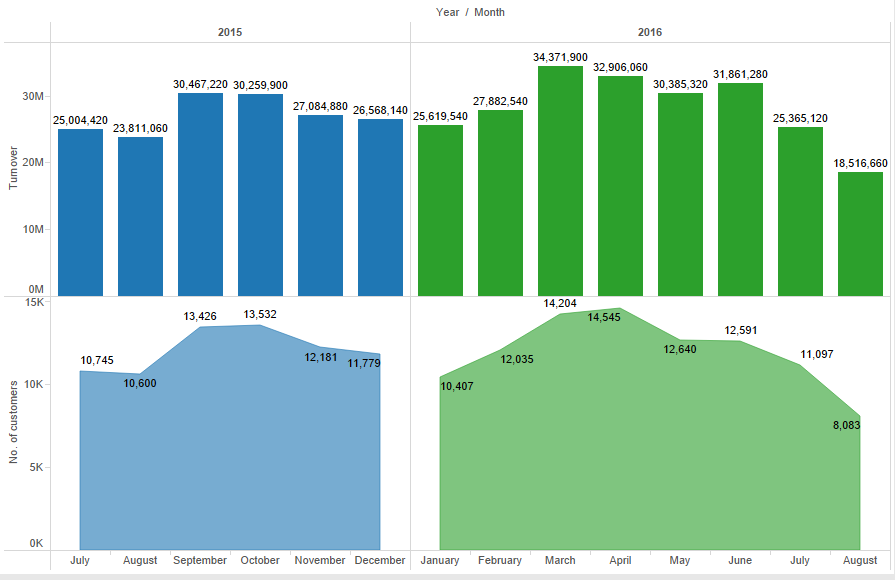 Year / Month
2015 2016
34,371,900
32,906,060
30,467,220 30,259,900 30,385,320 31,861,280
27,084,880 26,568,140 27,882,540
25,004,420 23,811,060 25,619,540 25,365,120
18,516,660
30M
20M
10M
0M
Turnover
15K
10K
5K
0K
No. of customers
10,745 10,600 13,426 13,532 12,181 11,779
10,407 12,035 14,204 14,545 12,640 12,591 11,097 8,083
July August September October November December January February March April May June July August